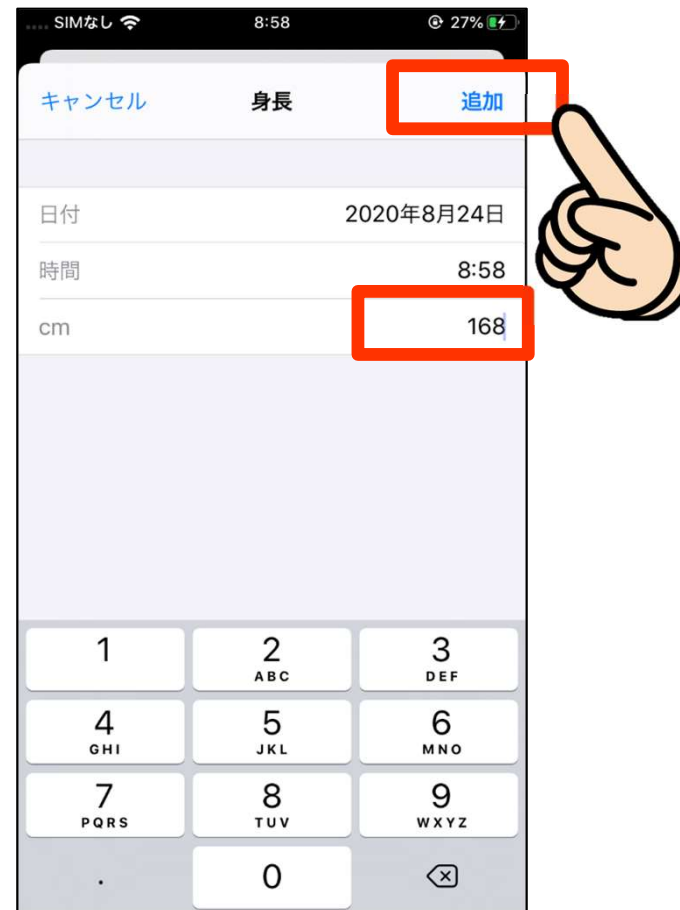 SIMなし 8:58 27%
キャンセル 身長 追加
日付 2020年8月24日
時間 8:58
cm 168
1 2 3
ABC DEF
4 5 6
GHI JKL MNO
7 8 9
PQRS TUV WXYZ
. 0